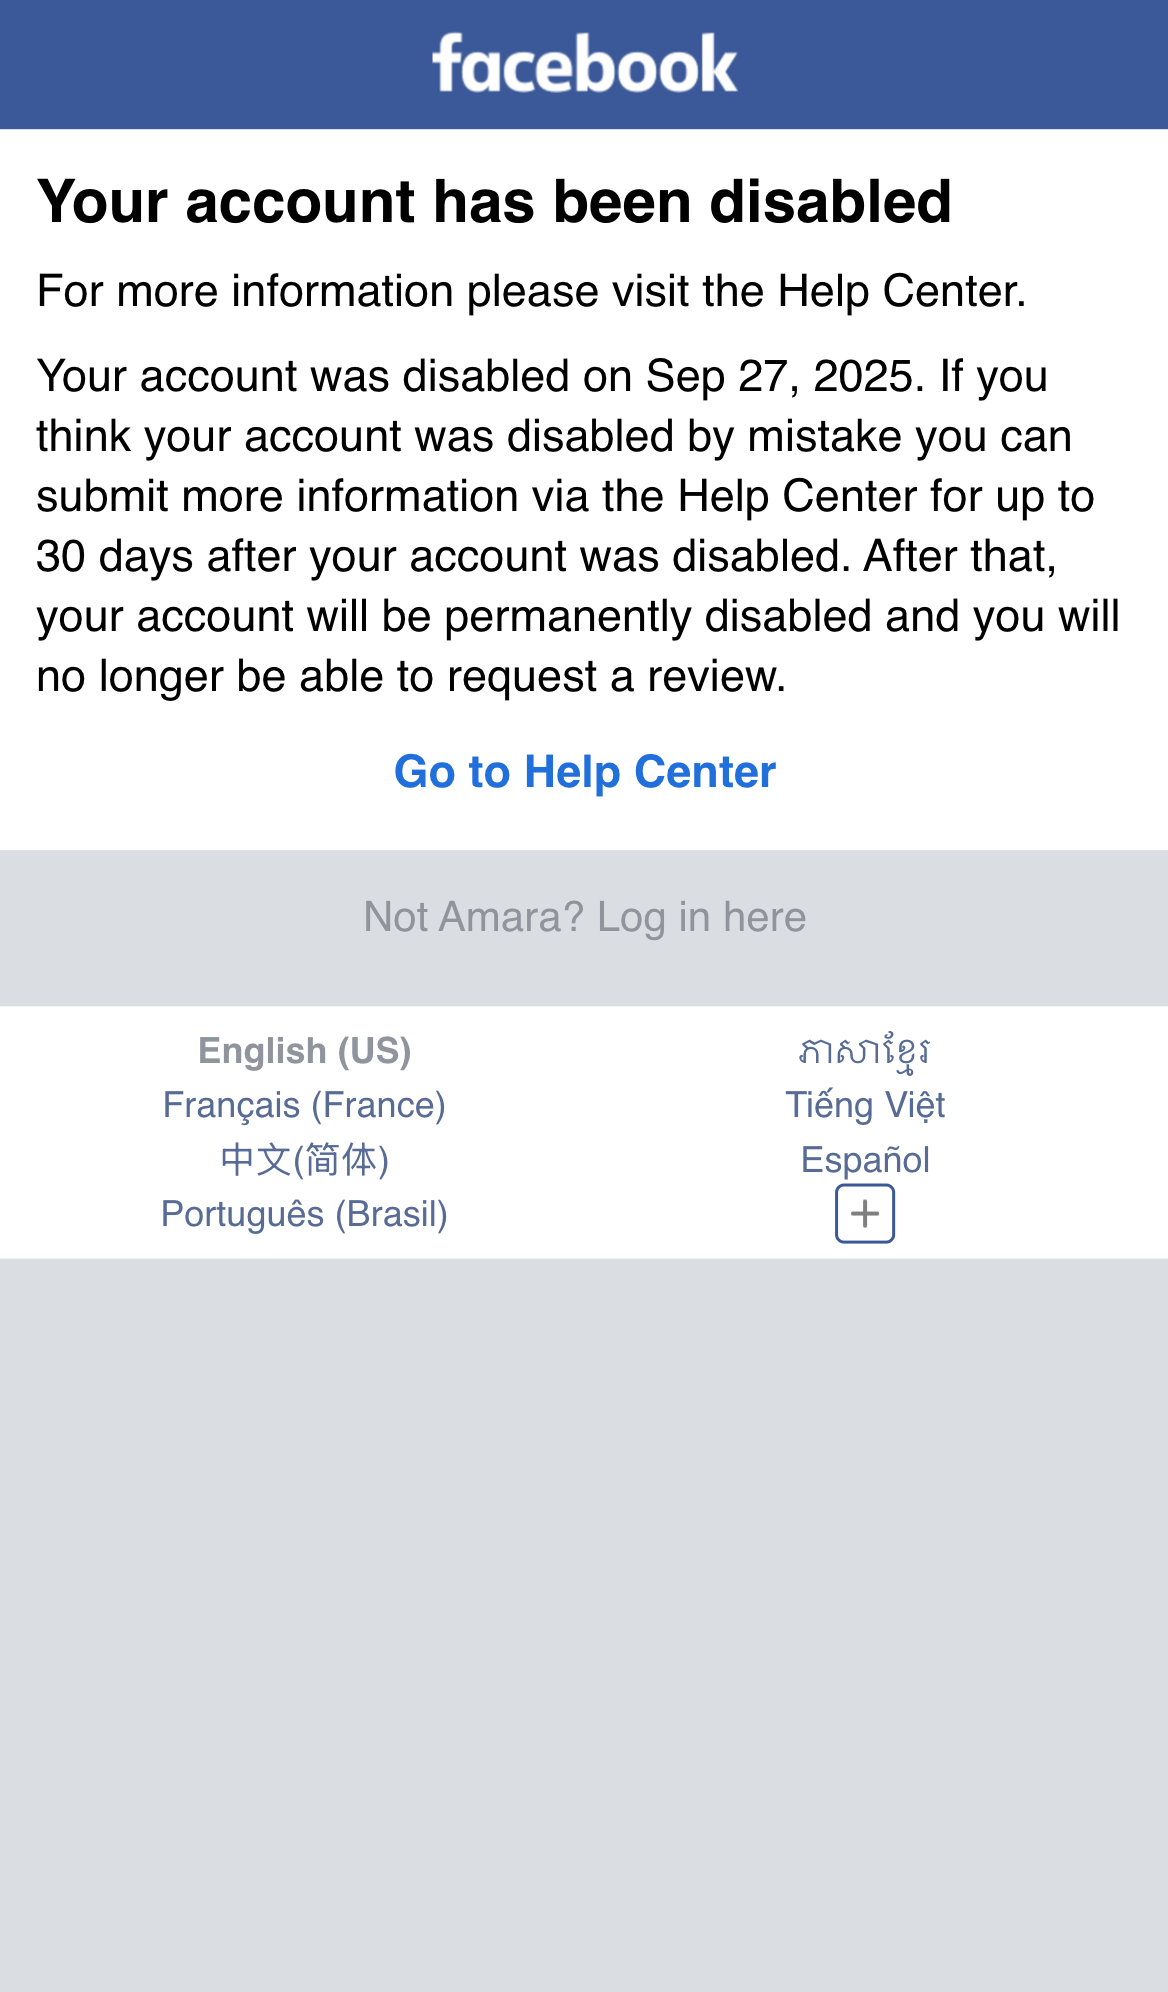 facebook
Your account has been disabled
For more information please visit the Help Center.
Your account was disabled on Sep 27, 2025. If you
think your account was disabled by mistake you can
submit more information via the Help Center for up to
30 days after your account was disabled. After that,
your account will be permanently disabled and you will
no longer be able to request a review.
Go to Help Center
Not Amara? Log in here
English (US)
ភាសាខ្មែរ
Français (France)
Tiếng Việt
中文(简体)
Español
Português (Brasil)
+